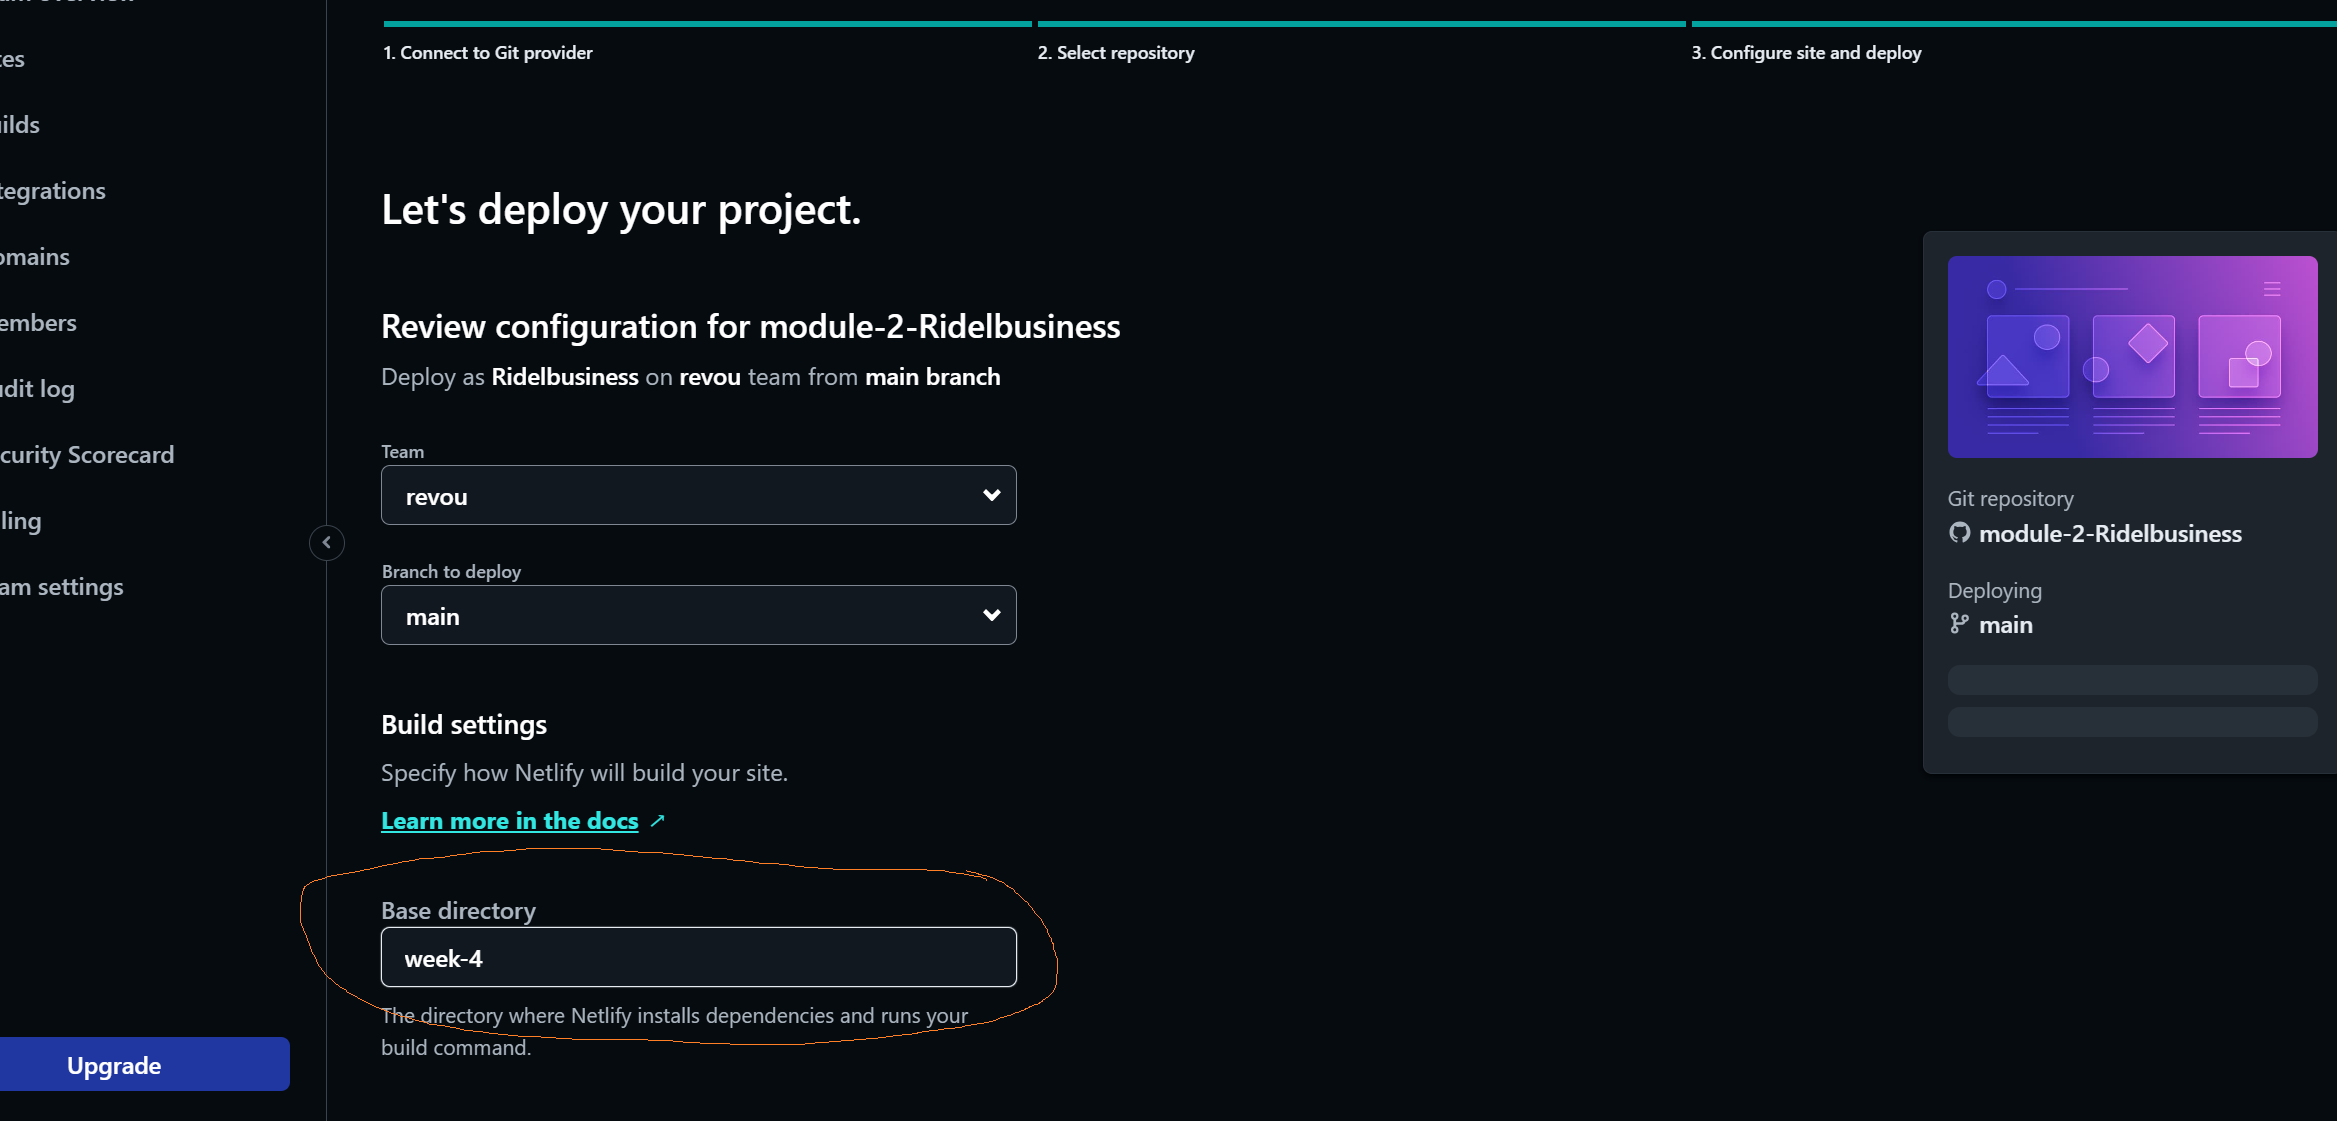 1. Connect to Git provider
2. Select repository
3. Configure site and deploy
tes
ilds
tegrations
omains
embers
udit log
curity Scorecard
ling
am settings
Upgrade
Let's deploy your project.
Review configuration for module-2-Ridelbusiness
Deploy as Ridelbusiness on revou team from main branch
Team
revou
Branch to deploy
main
Build settings
Specify how Netlify will build your site.
Learn more in the docs ↗
Base directory
week-4
The directory where Netlify installs dependencies and runs your
build command.
Git repository
module-2-Ridelbusiness
Deploying
main